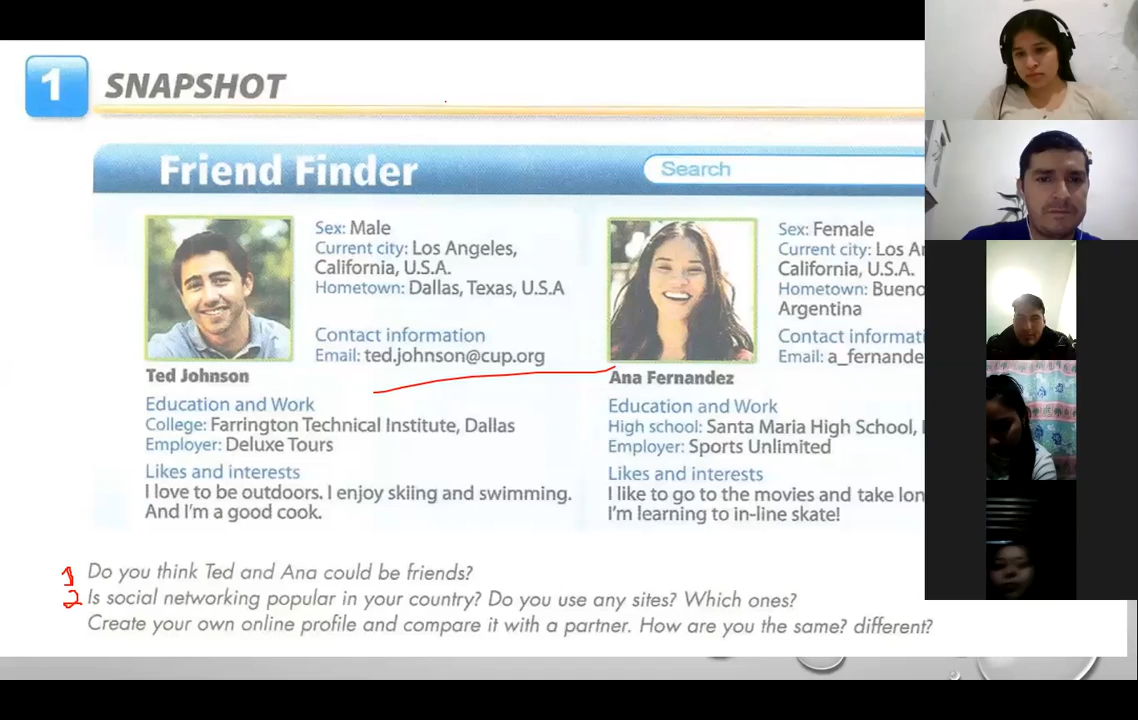 1 SNAPSHOT
Friend Finder
Search
Sex: Male
Current city: Los Angeles,
California, U.S.A.
Hometown: Dallas, Texas, U.S.A
Contact information
Email: ted.johnson@cup.org
Ted Johnson
Education and Work
College: Farrington Technical Institute, Dallas
Employer: Deluxe Tours
Likes and interests
I love to be outdoors. I enjoy skiing and swimming.
And I'm a good cook.
Sex: Female
Current city: Los
California, U.S.A.
Hometown:
Argentina
Contact
Email: a_fernande
Ana Fernandez
Education and Work
High school: Santa Maria High School,
Employer: Sports Unlimited
Likes and interests
I like to go to the movies and take
I'm learning to in-line skate!
1 Do you think Ted and Ana could be friends?
2 Is social networking popular in your country? Do you use any sites? Which ones?
Create your own online profile and compare it with a partner. How are you the same? different?